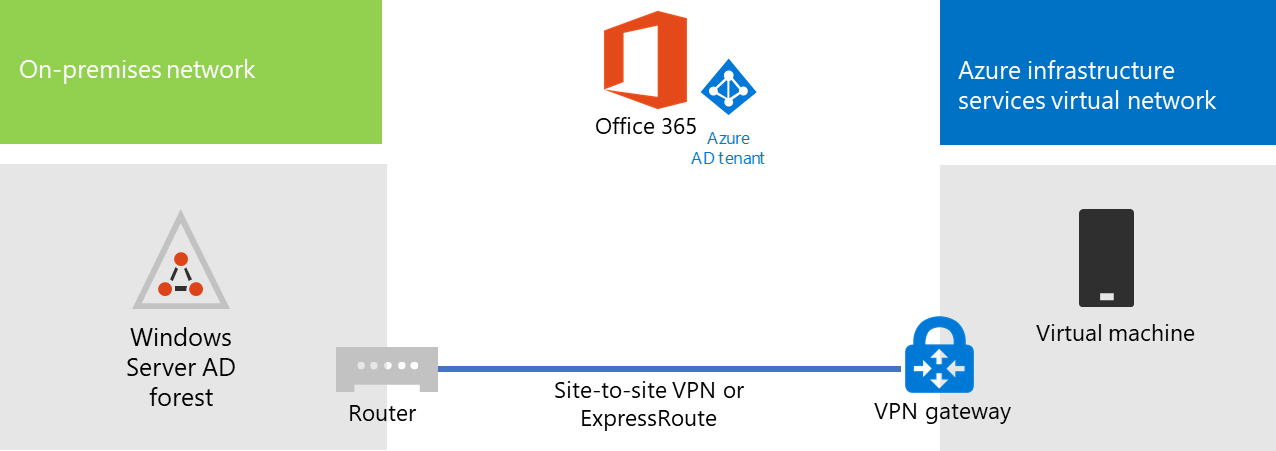 On-premises network
Office 365
Azure
AD tenant
Azure infrastructure
services virtual network
Windows
Server AD
forest
Router
Site-to-site VPN or
ExpressRoute
VPN gateway
Virtual machine